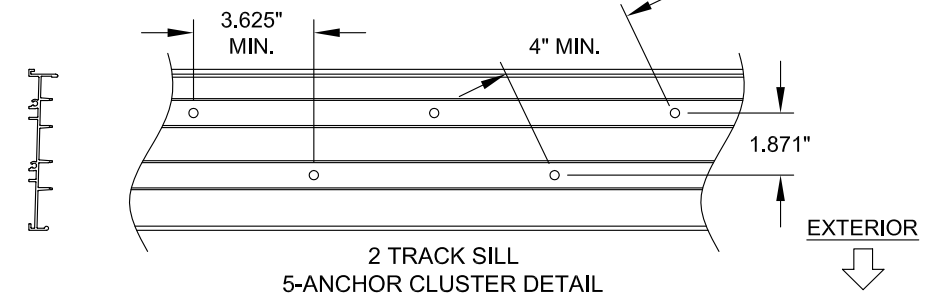 3.625"
MIN.
4" MIN.
1.871"
EXTERIOR
2 TRACK SILL
5-ANCHOR CLUSTER DETAIL